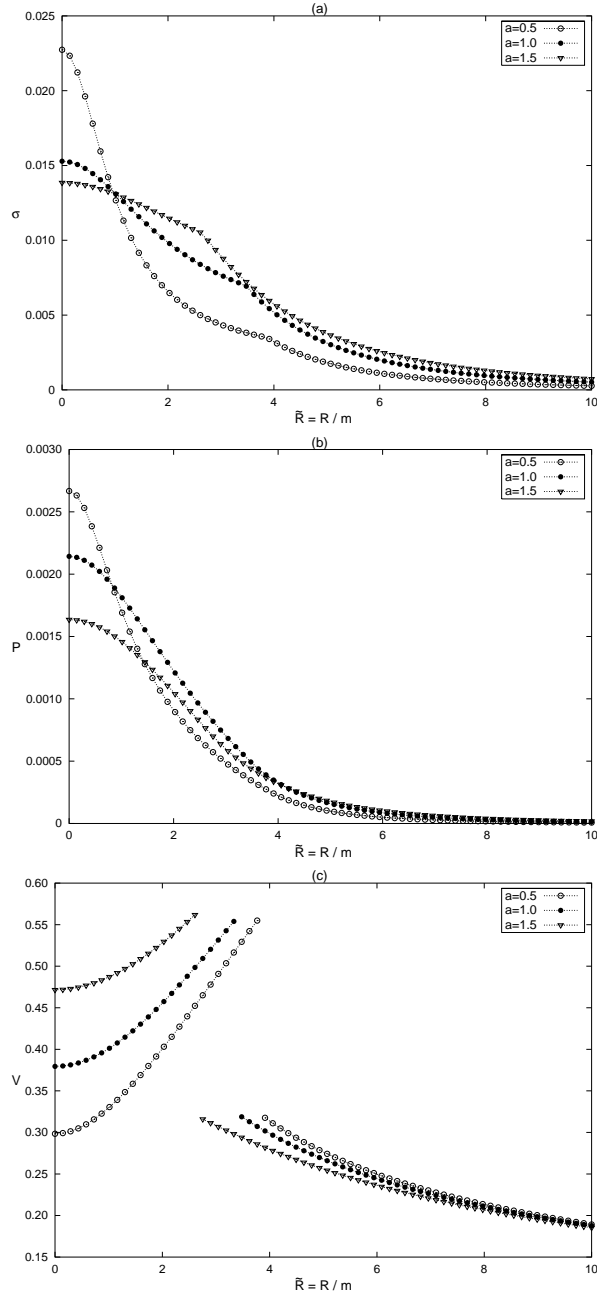 (a)
0.025
0.020
0.015
0.010
0.005
0
σ
a=0.5
a=1.0
a=1.5
0 2 4 6 8 10
R̃ = R / m
(b)
0.0030
0.0025
0.0020
0.0015
0.0010
0.0005
0
P
a=0.5
a=1.0
a=1.5
0 2 4 6 8 10
R̃ = R / m
(c)
0.60
0.55
0.50
0.45
0.40
0.35
0.30
0.25
0.20
0.15
V
a=0.5
a=1.0
a=1.5
0 2 4 6 8 10
R̃ = R / m